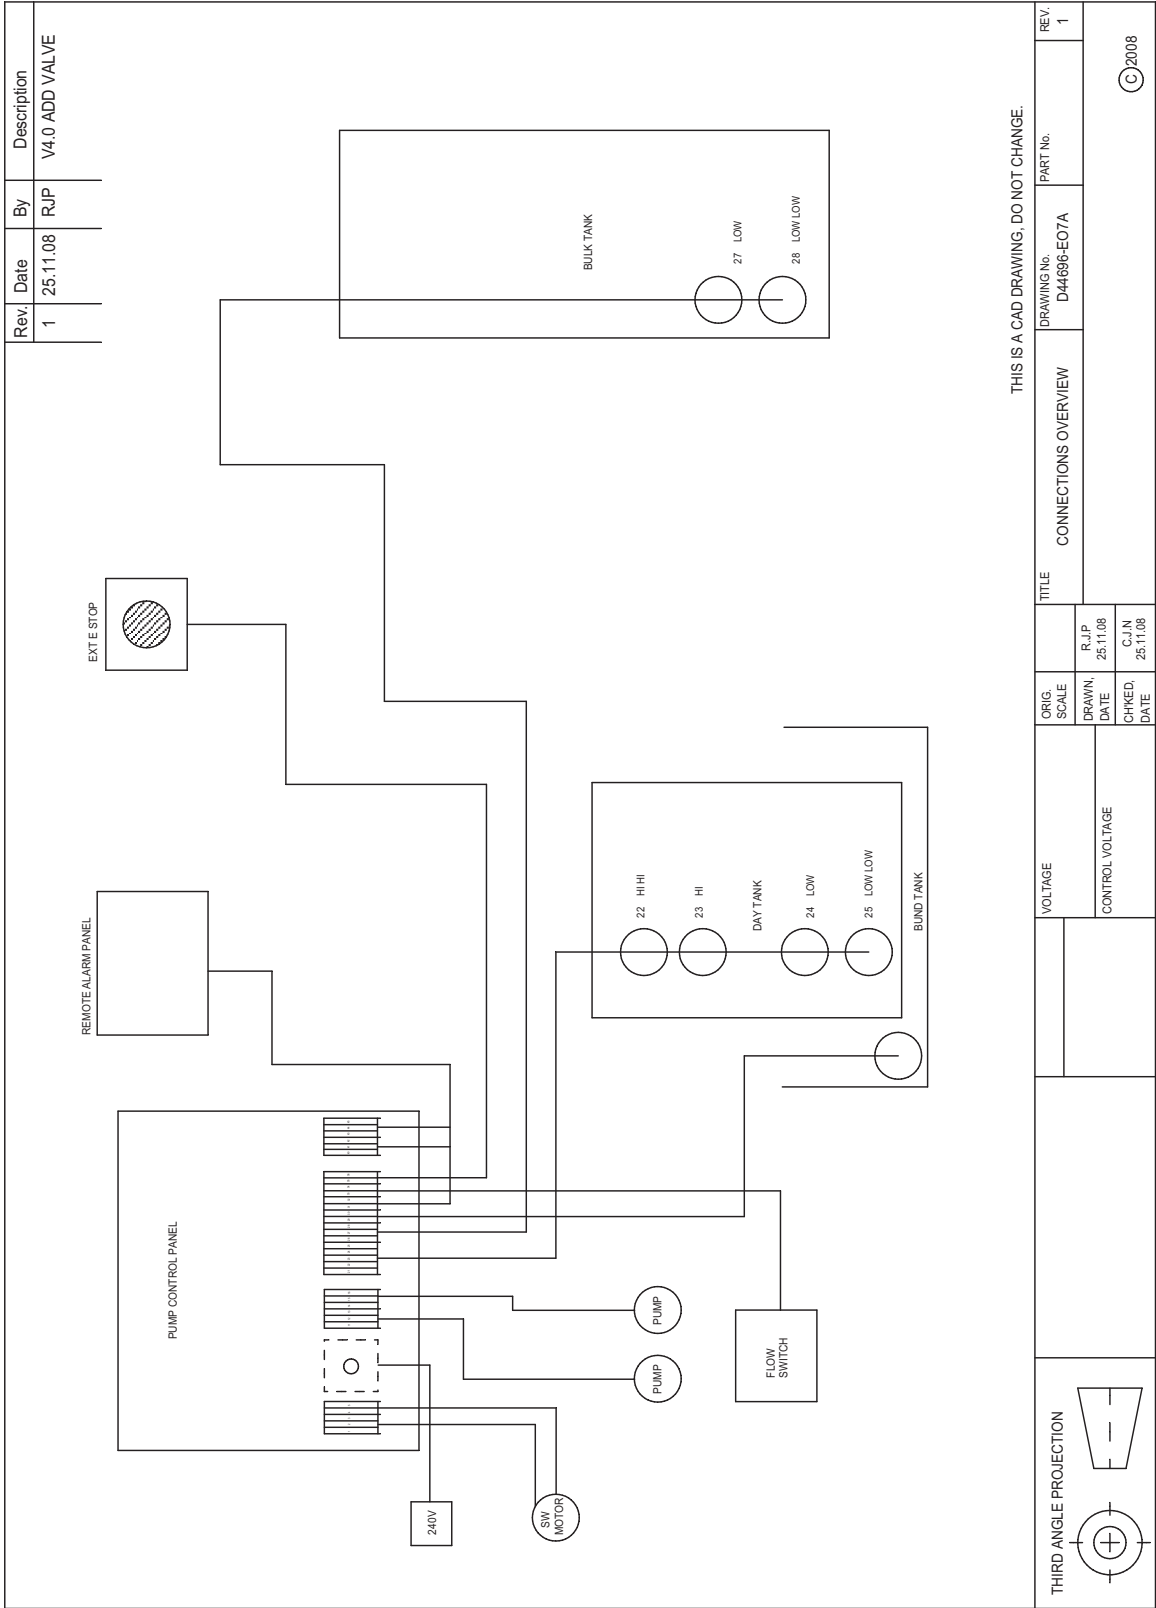 Rev. Date By Description
1 25.11.08 RJP V4.0 ADD VALVE
EXT E STOP
REMOTE ALARM PANEL
PUMP CONTROL PANEL
BULK TANK
27 LOW
28 LOW LOW
240V
SW
MOTOR
PUMP
PUMP
FLOW
SWITCH
22 HI HI
23 HI
DAY TANK
24 LOW
25 LOW LOW
BUND TANK
THIS IS A CAD DRAWING, DO NOT CHANGE.
THIRD ANGLE PROJECTION
VOLTAGE
CONTROL VOLTAGE
ORIG.
SCALE
DRAWN,
DATE
R.J.P
25.11.08
CH'KED,
DATE
C.J.N
25.11.08
TITLE
CONNECTIONS OVERVIEW
DRAWING No.
D44696-EO7A
PART No.
REV.
1
©2008